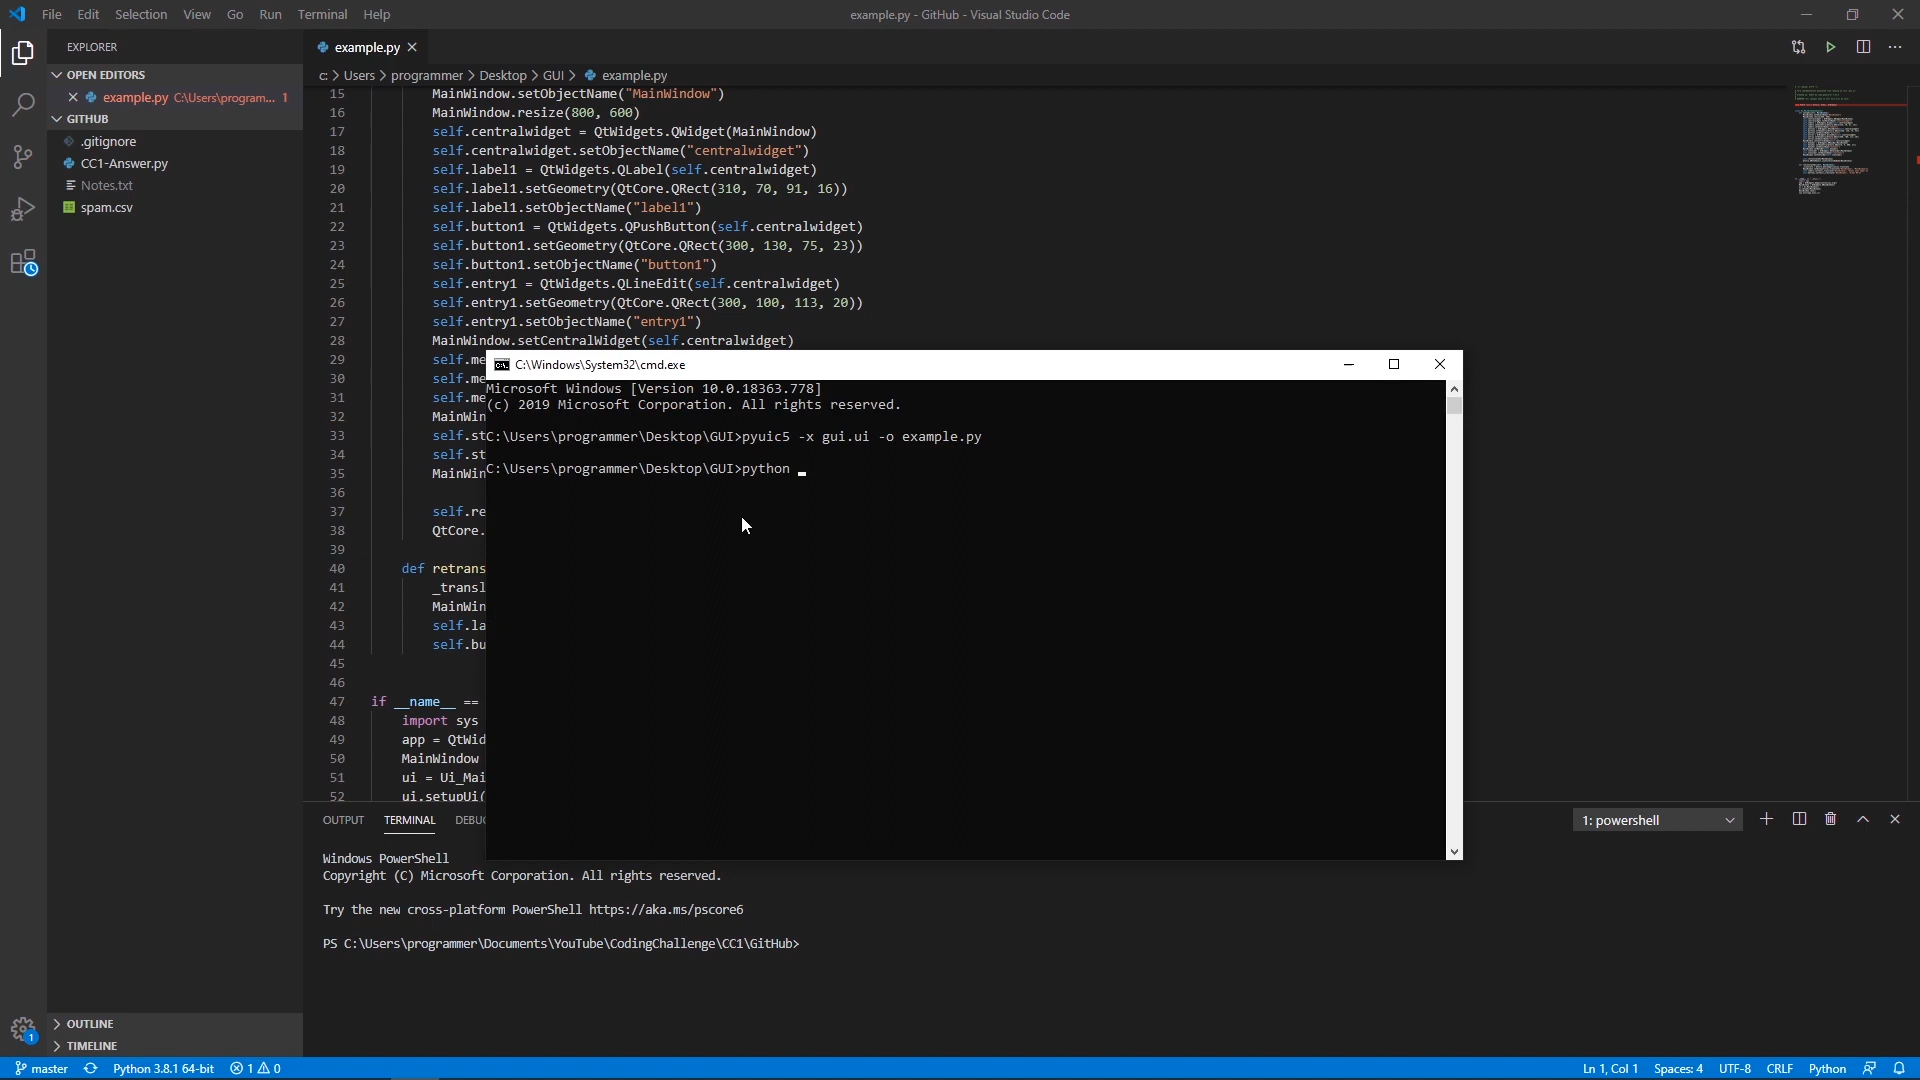 File Edit Selection View Go Run Terminal Help
example.py - GitHub - Visual Studio Code
EXPLORER
OPEN EDITORS
example.py C:\Users\program... 1
GITHUB
.gitignore
CC1-Answer.py
Notes.txt
spam.csv
OUTLINE
TIMELINE
example.py
c: > Users > programmer > Desktop > GUI > example.py
15 MainWindow.setObjectName("MainWindow")
16 MainWindow.resize(800, 600)
17 self.centralwidget = QtWidgets.QWidget(MainWindow)
18 self.centralwidget.setObjectName("centralwidget")
19 self.label1 = QtWidgets.QLabel(self.centralwidget)
20 self.label1.setGeometry(QtCore.QRect(310, 70, 91, 16))
21 self.label1.setObjectName("label1")
22 self.button1 = QtWidgets.QPushButton(self.centralwidget)
23 self.button1.setGeometry(QtCore.QRect(300, 130, 75, 23))
24 self.button1.setObjectName("button1")
25 self.entry1 = QtWidgets.QLineEdit(self.centralwidget)
26 self.entry1.setGeometry(QtCore.QRect(300, 100, 113, 20))
27 self.entry1.setObjectName("entry1")
28 MainWindow.setCentralWidget(self.centralwidget)
29 self.me
30 self.me
31 self.me
32 MainWin
33 self.st
34 self.st
35 MainWin
36
37 self.re
38 QtCore.
39
40 def retrans
41 _transl
42 MainWin
43 self.la
44 self.bu
45
46
47 if __name__ ==
48 import sys
49 app = QtWid
50 MainWindow
51 ui = Ui_Mai
52 ui.setupUi(
C:\Windows\System32\cmd.exe
Microsoft Windows [Version 10.0.18363.778]
(c) 2019 Microsoft Corporation. All rights reserved.
C:\Users\programmer\Desktop\GUI>pyuic5 -x gui.ui -o example.py
C:\Users\programmer\Desktop\GUI>python
OUTPUT TERMINAL DEBUG
1: powershell
Windows PowerShell
Copyright (C) Microsoft Corporation. All rights reserved.
Try the new cross-platform PowerShell https://aka.ms/pscore6
PS C:\Users\programmer\Documents\YouTube\CodingChallenge\CC1\GitHub>
1
master Python 3.8.1 64-bit 1 0
Ln 1, Col 1 Spaces: 4 UTF-8 CRLF Python